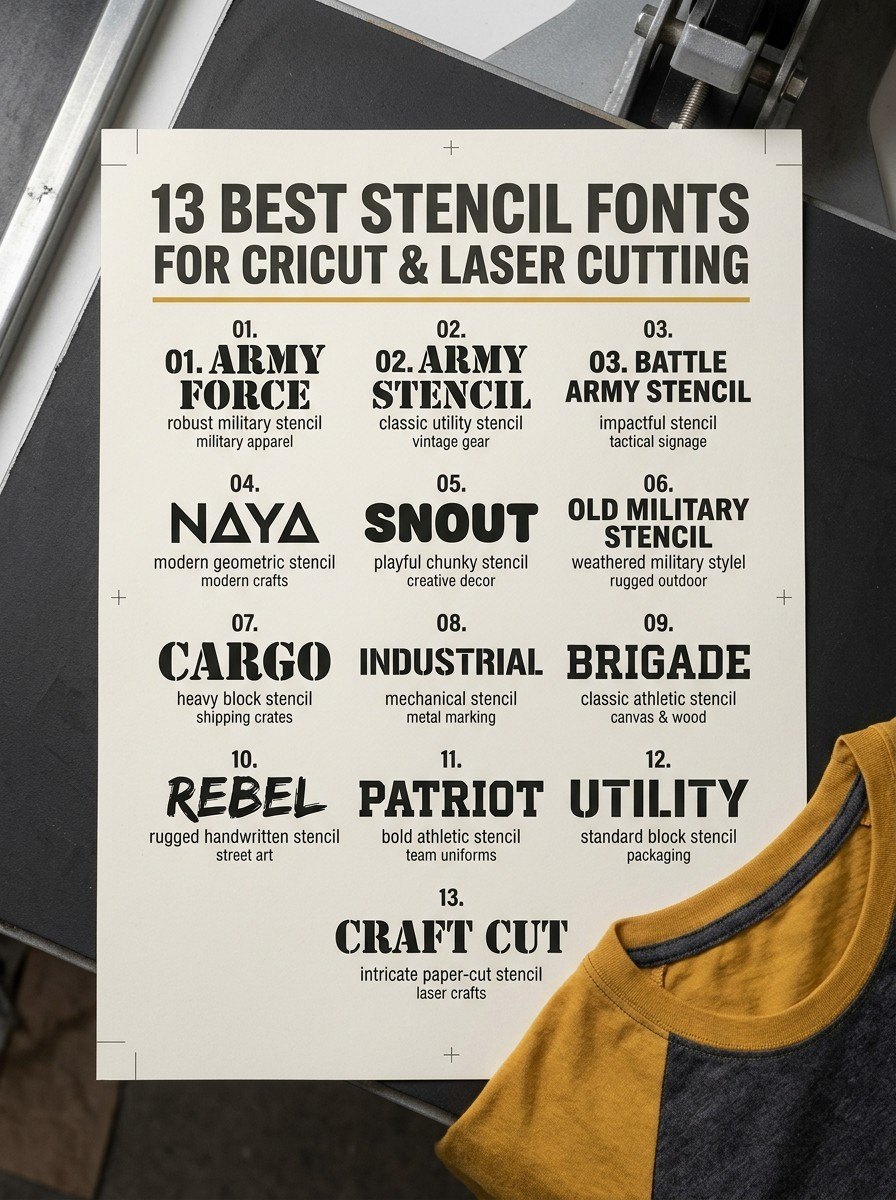 13 BEST STENCIL FONTS
FOR CRICUT & LASER CUTTING
01.
01. ARMY
FORCE
robust military stencil
military apparel
02.
02. ARMY
STENCIL
classic utility stencil
vintage gear
03.
03. BATTLE
ARMY STENCIL
impactful stencil
tactical signage
04.
NAYA
modern geometric stencil
modern crafts
05.
SNOUT
playful chunky stencil
creative decor
06.
OLD MILITARY
STENCIL
weathered military stylel
rugged outdoor
07.
CARGO
heavy block stencil
shipping crates
08.
INDUSTRIAL
mechanical stencil
metal marking
09.
BRIGADE
classic athletic stencil
canvas & wood
10.
REBEL
rugged handwritten stencil
street art
11.
PATRIOT
bold athletic stencil
team uniforms
12.
UTILITY
standard block stencil
packaging
13.
CRAFT CUT
intricate paper-cut stencil
laser crafts